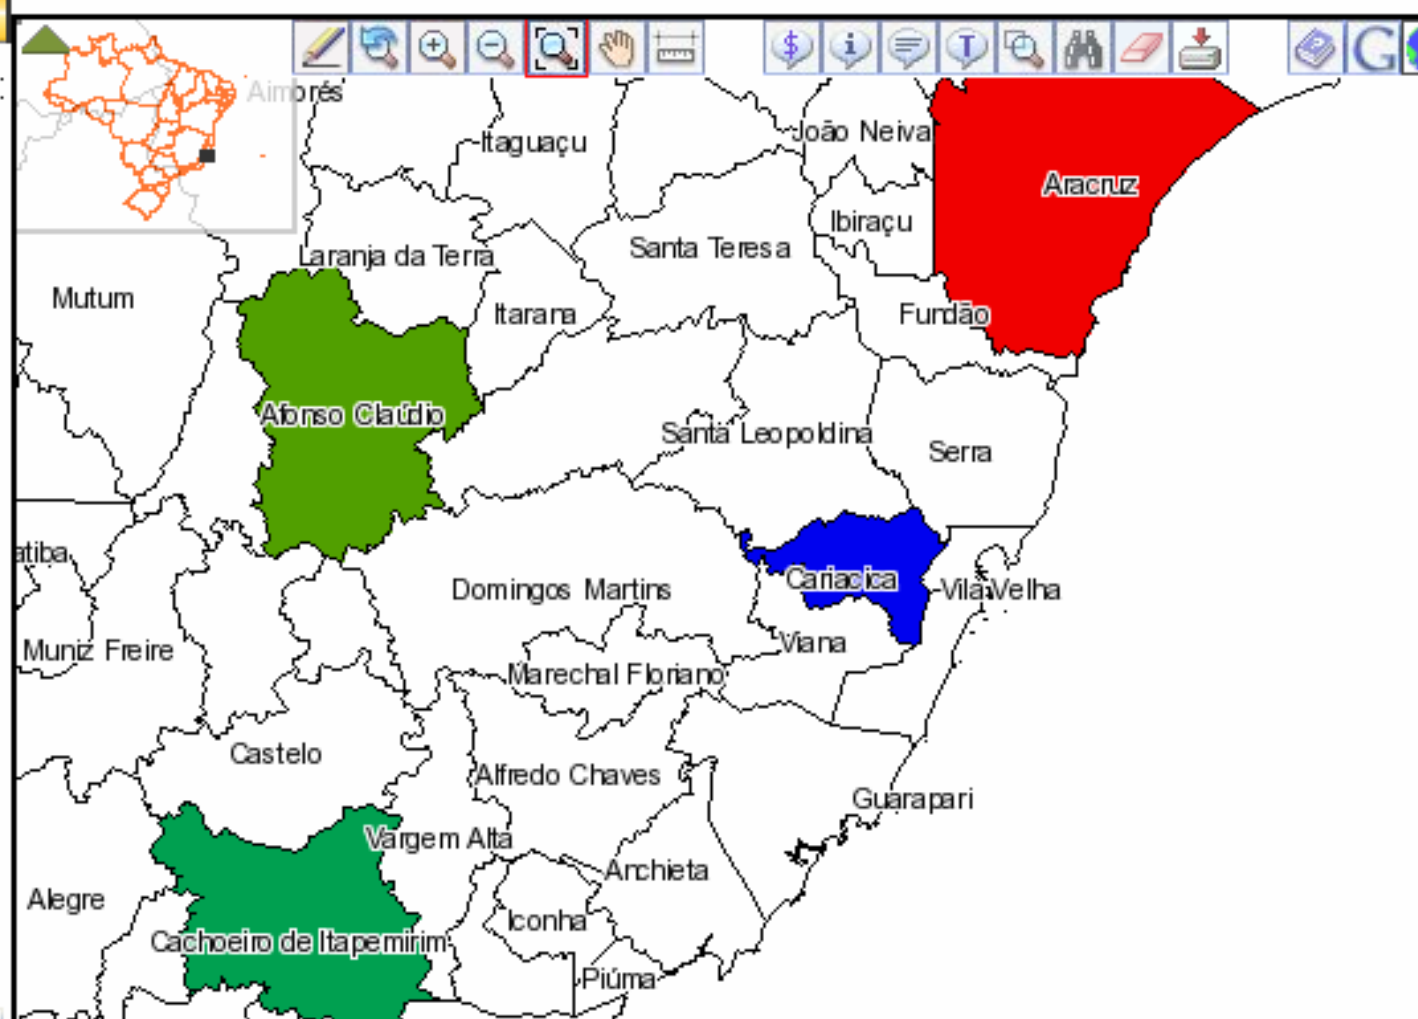 $ i T G
Aimorés
Itaguaçu
João Neiva
Aracruz
Ibiraçu
Laranja da Terra
Santa Teresa
Mutum
Itarana
Fundão
Afonso Claúdio
Santa Leopoldina
Serra
atiba
Cariacica
Domingos Martins
Vila Velha
Viana
Muniz Freire
Marechal Floriano
Castelo
Alfredo Chaves
Guarapari
Vargem Alta
Anchieta
Alegre
Iconha
Cachoeiro de Itapemirim
Piúma